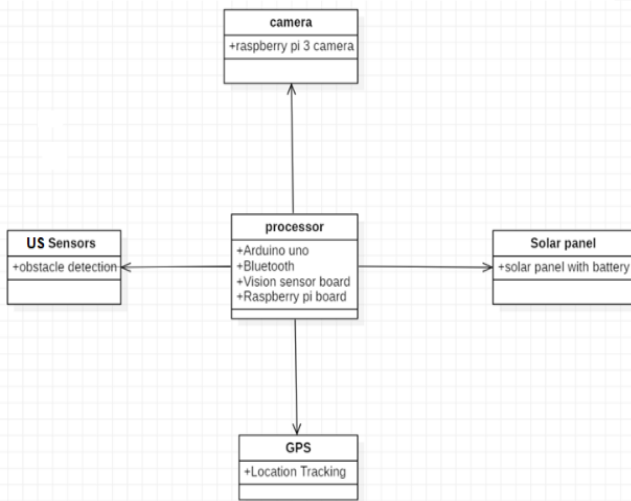 camera
+raspberry pi 3 camera
US Sensors
+obstacle detection
processor
+Arduino uno
+Bluetooth
+Vision sensor board
+Raspberry pi board
Solar panel
+solar panel with battery
GPS
+Location Tracking